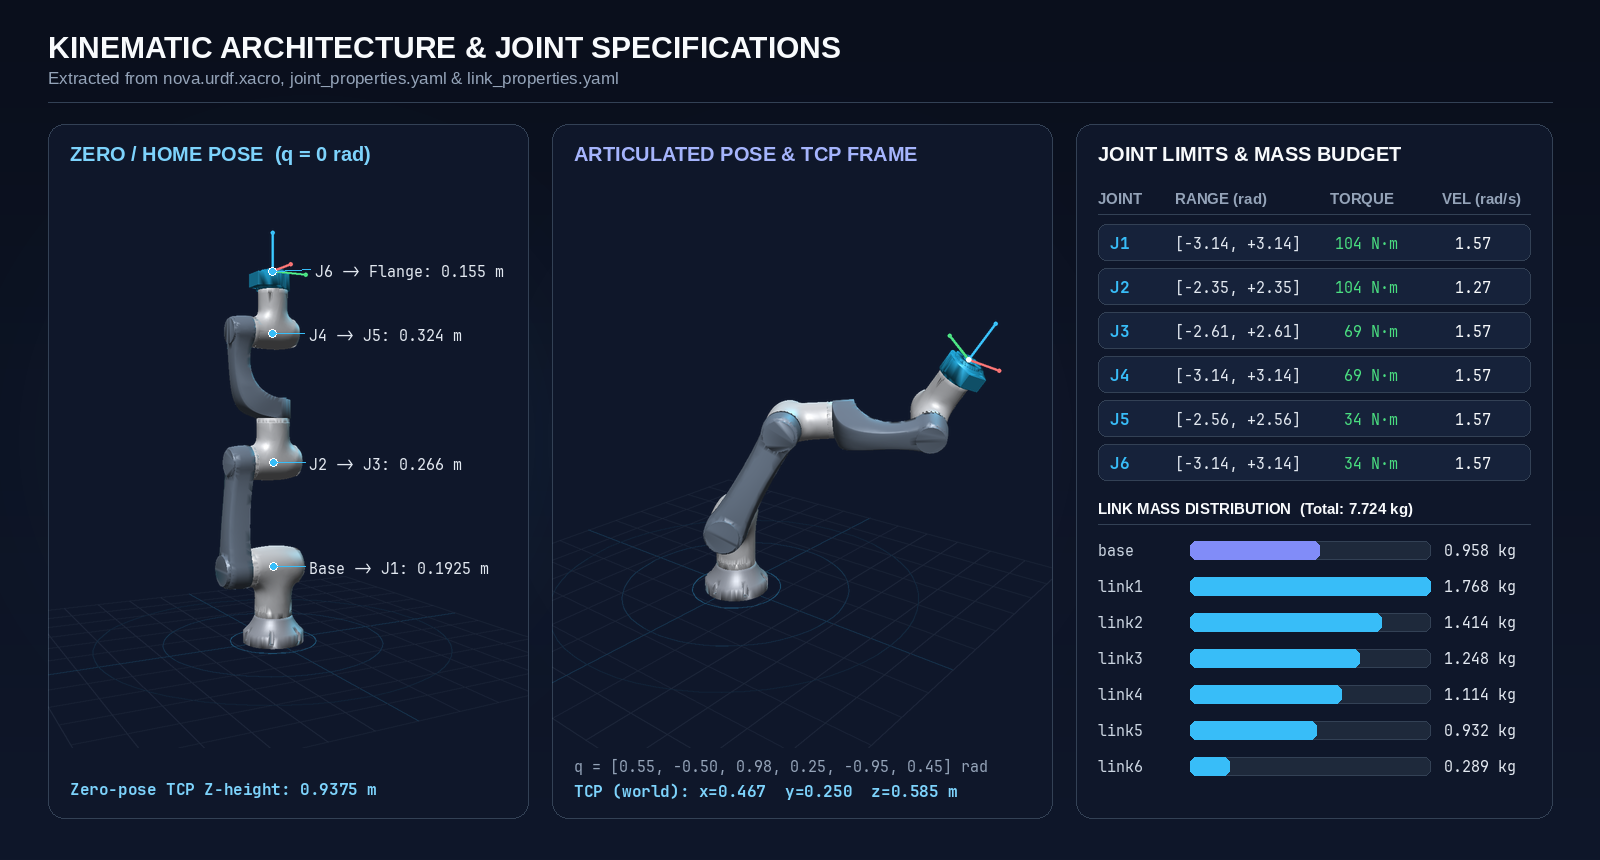 KINEMATIC ARCHITECTURE & JOINT SPECIFICATIONS
Extracted from nova.urdf.xacro, joint_properties.yaml & link_properties.yaml
ZERO / HOME POSE (q = 0 rad)
J6 → Flange: 0.155 m
J4 → J5: 0.324 m
J2 → J3: 0.266 m
Base → J1: 0.1925 m
Zero-pose TCP Z-height: 0.9375 m
ARTICULATED POSE & TCP FRAME
q = [0.55, -0.50, 0.98, 0.25, -0.95, 0.45] rad
TCP (world): x=0.467 y=0.250 z=0.585 m
JOINT LIMITS & MASS BUDGET
JOINT RANGE (rad) TORQUE VEL (rad/s)
J1 [-3.14, +3.14] 104 N·m 1.57
J2 [-2.35, +2.35] 104 N·m 1.27
J3 [-2.61, +2.61] 69 N·m 1.57
J4 [-3.14, +3.14] 69 N·m 1.57
J5 [-2.56, +2.56] 34 N·m 1.57
J6 [-3.14, +3.14] 34 N·m 1.57
LINK MASS DISTRIBUTION (Total: 7.724 kg)
base 0.958 kg
link1 1.768 kg
link2 1.414 kg
link3 1.248 kg
link4 1.114 kg
link5 0.932 kg
link6 0.289 kg